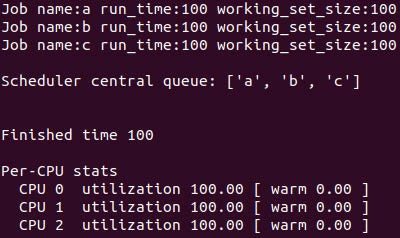 Job name:a run_time:100 working_set_size:100
Job name:b run_time:100 working_set_size:100
Job name:c run_time:100 working_set_size:100
Scheduler central queue: ['a', 'b', 'c']
Finished time 100
Per-CPU stats
CPU 0  utilization 100.00 [ warm 0.00 ]
CPU 1  utilization 100.00 [ warm 0.00 ]
CPU 2  utilization 100.00 [ warm 0.00 ]